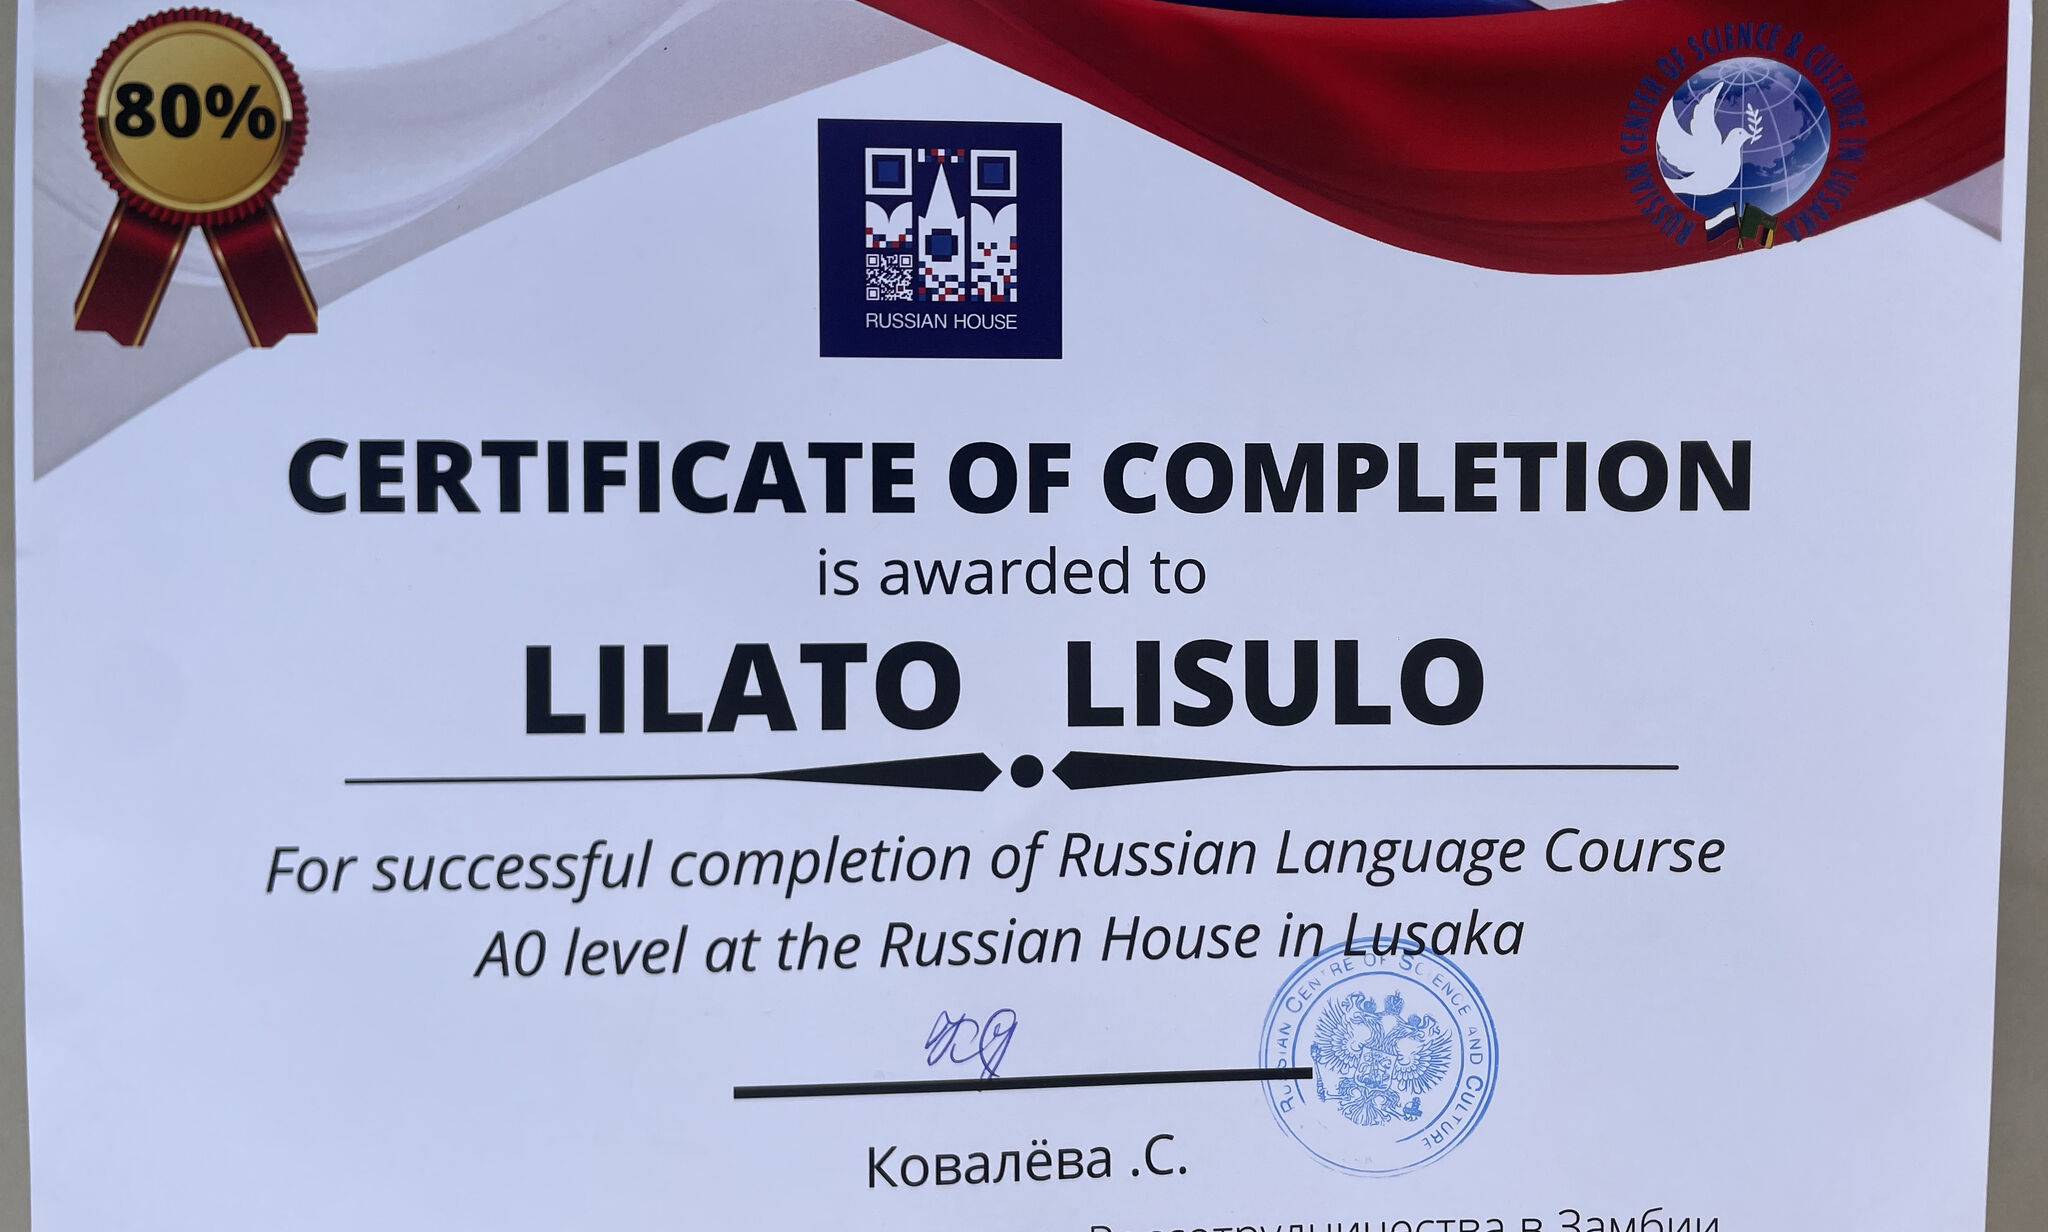 80%
RUSSIAN CENTER OF SCIENCE & CULTURE IN LUSAKA
RUSSIAN HOUSE
CERTIFICATE OF COMPLETION
is awarded to
LILATO LISULO
For successful completion of Russian Language Course
A0 level at the Russian House in Lusaka
RUSSIAN CENTRE OF SCIENCE AND CULTURE
Ковалёва .С.
Россотрудничества в Замбии